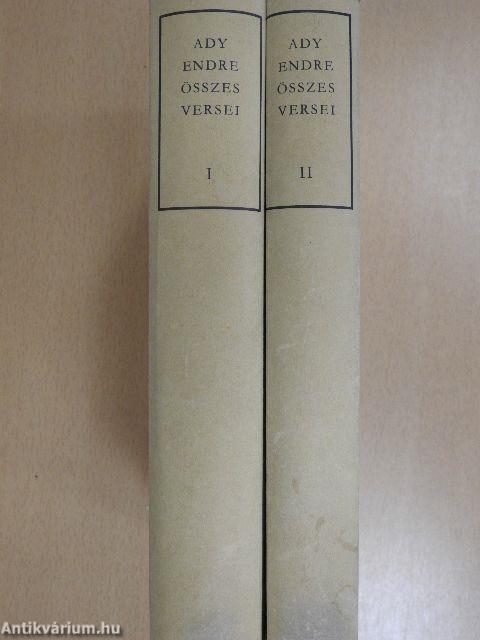 ADY
ENDRE
ÖSSZES
VERSEI
I
ADY
ENDRE
ÖSSZES
VERSEI
II
Antikvárium.hu